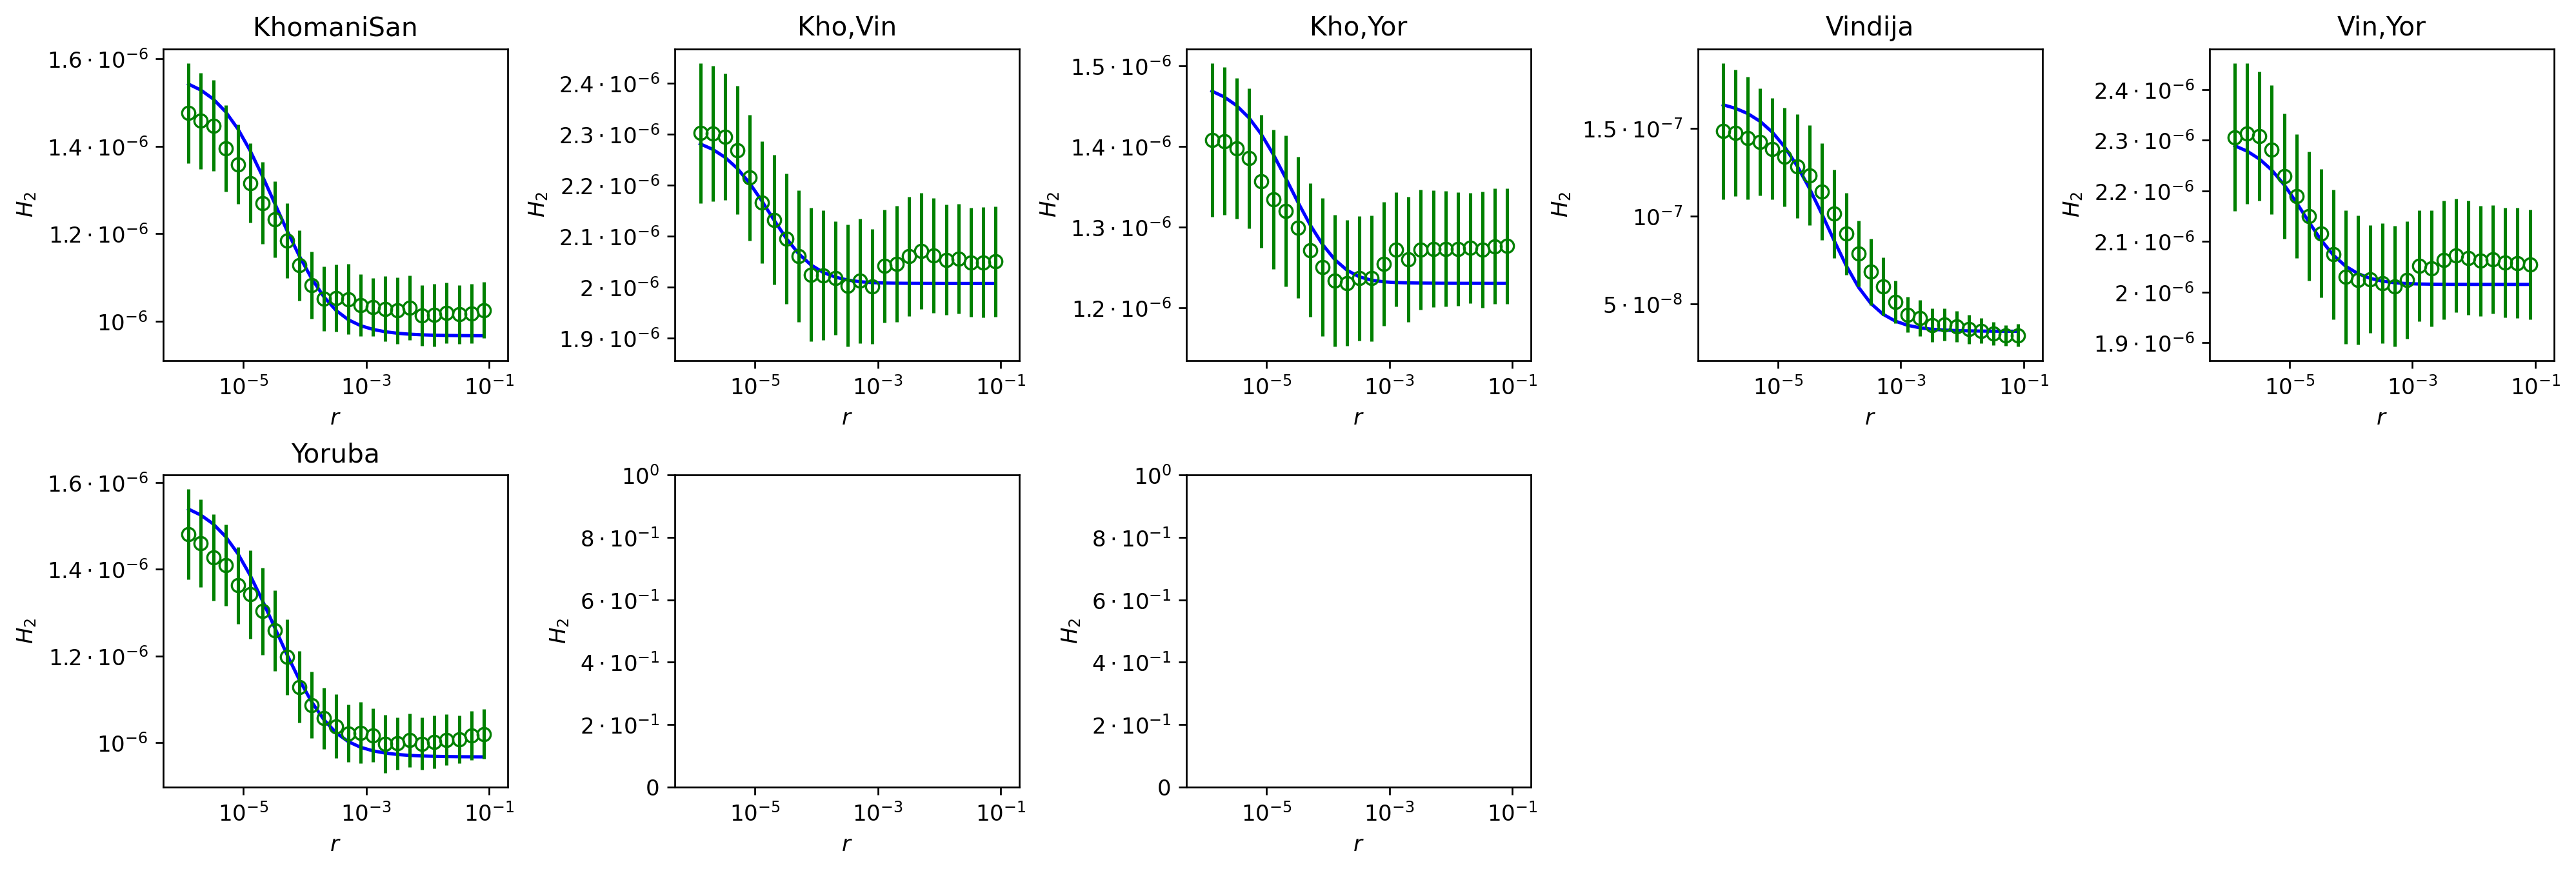 KhomaniSan
Kho,Vin
Kho,Yor
Vindija
Vin,Yor
H₂
1.6·10⁻⁶
1.4·10⁻⁶
1.2·10⁻⁶
10⁻⁶
10⁻⁵ 10⁻³ 10⁻¹
r
H₂
2.4·10⁻⁶
2.3·10⁻⁶
2.2·10⁻⁶
2.1·10⁻⁶
2·10⁻⁶
1.9·10⁻⁶
10⁻⁵ 10⁻³ 10⁻¹
r
H₂
1.5·10⁻⁶
1.4·10⁻⁶
1.3·10⁻⁶
1.2·10⁻⁶
10⁻⁵ 10⁻³ 10⁻¹
r
H₂
1.5·10⁻⁷
10⁻⁷
5·10⁻⁸
10⁻⁵ 10⁻³ 10⁻¹
r
H₂
2.4·10⁻⁶
2.3·10⁻⁶
2.2·10⁻⁶
2.1·10⁻⁶
2·10⁻⁶
1.9·10⁻⁶
10⁻⁵ 10⁻³ 10⁻¹
r
Yoruba
H₂
1.6·10⁻⁶
1.4·10⁻⁶
1.2·10⁻⁶
10⁻⁶
10⁻⁵ 10⁻³ 10⁻¹
r
H₂
10⁰
8·10⁻¹
6·10⁻¹
4·10⁻¹
2·10⁻¹
0
10⁻⁵ 10⁻³ 10⁻¹
r
H₂
10⁰
8·10⁻¹
6·10⁻¹
4·10⁻¹
2·10⁻¹
0
10⁻⁵ 10⁻³ 10⁻¹
r